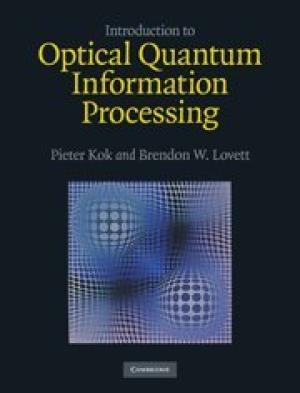 Introduction to
Optical Quantum
Information
Processing
Pieter Kok and Brendon W. Lovett
CAMBRIDGE